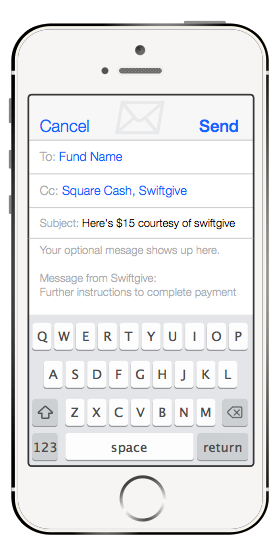 Cancel Send
To: Fund Name
Cc: Square Cash, Swiftgive
Subject: Here's $15 courtesy of swiftgive
Your optional mesage shows up here.
Message from Swiftgive:
Further instructions to complete payment
Q W E R T Y U I O P
A S D F G H J K L
Z X C V B N M
123 space return